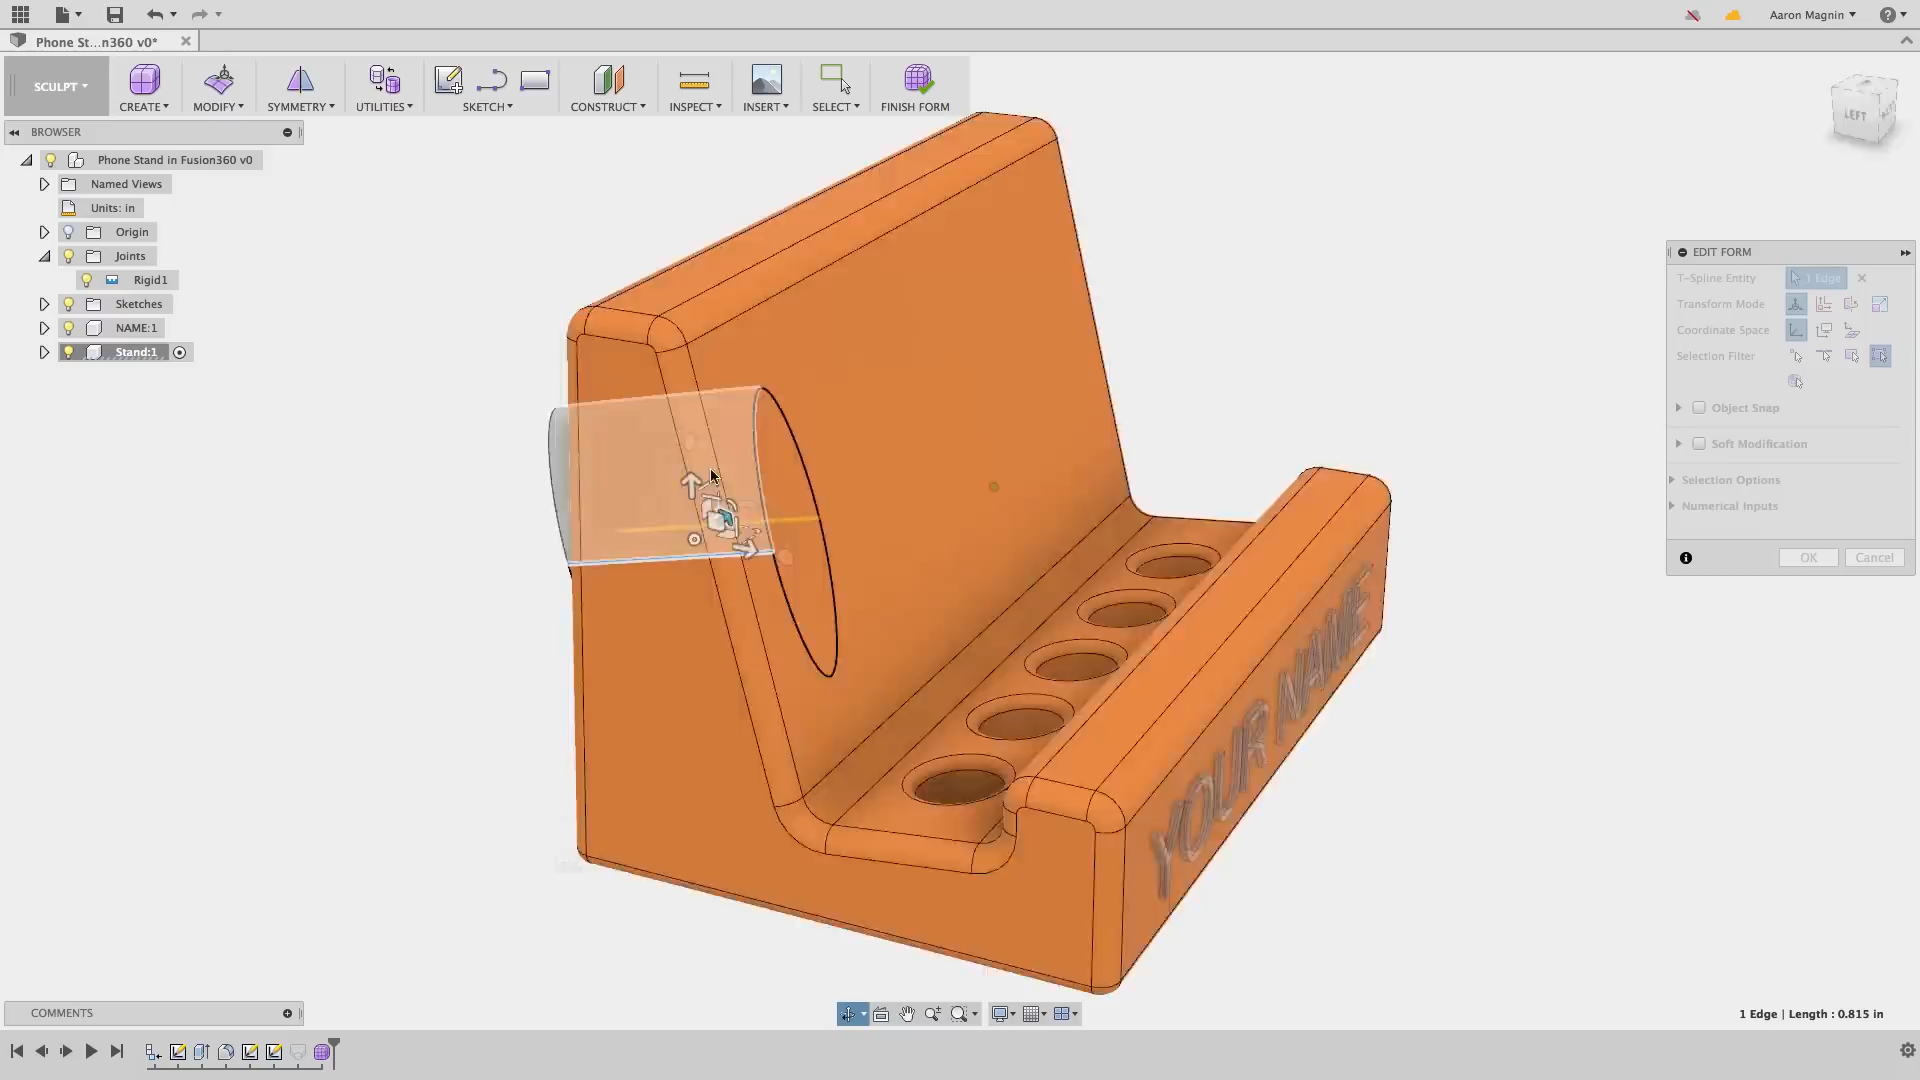 Aaron Magnin
Phone St...n360 v0*
SCULPT
CREATE
MODIFY
SYMMETRY
UTILITIES
SKETCH
CONSTRUCT
INSPECT
INSERT
SELECT
FINISH FORM
BROWSER
Phone Stand in Fusion360 v0
Named Views
Units: in
Origin
Joints
Rigid1
Sketches
NAME:1
Stand:1
LEFT
EDIT FORM
T-Spline Entity
1 Edge
Transform Mode
Coordinate Space
Selection Filter
Object Snap
Soft Modification
Selection Options
Numerical Inputs
OK
Cancel
YOUR NAME
COMMENTS
1 Edge | Length : 0.815 in